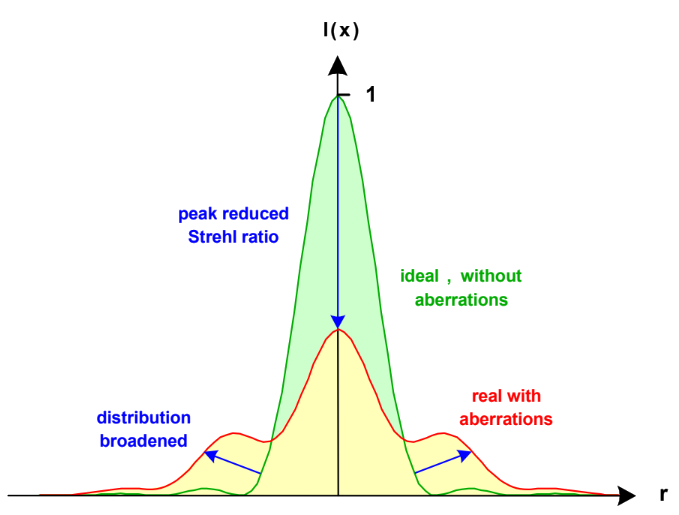 I(x)
1
peak reduced
Strehl ratio
ideal , without
aberrations
real with
aberrations
distribution
broadened
r